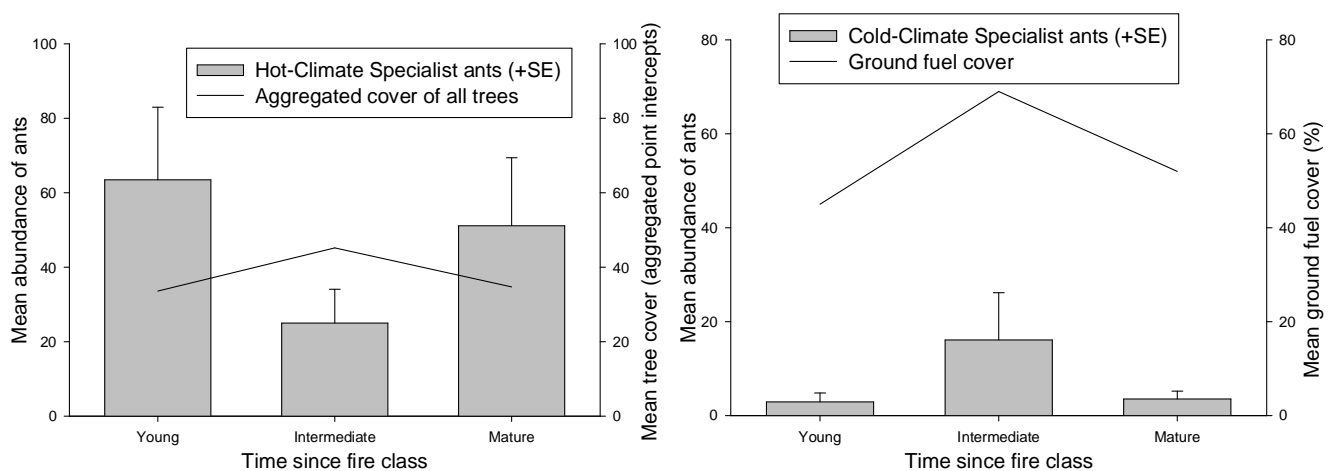 Hot-Climate Specialist ants (+SE)
Aggregated cover of all trees
Mean abundance of ants
100
80
60
40
20
0
Young
Intermediate
Mature
Time since fire class
100
80
60
40
20
0
Mean tree cover (aggregated point intercepts)
Cold-Climate Specialist ants (+SE)
Ground fuel cover
Mean abundance of ants
80
60
40
20
0
Young
Intermediate
Mature
Time since fire class
80
60
40
20
0
Mean ground fuel cover (%)